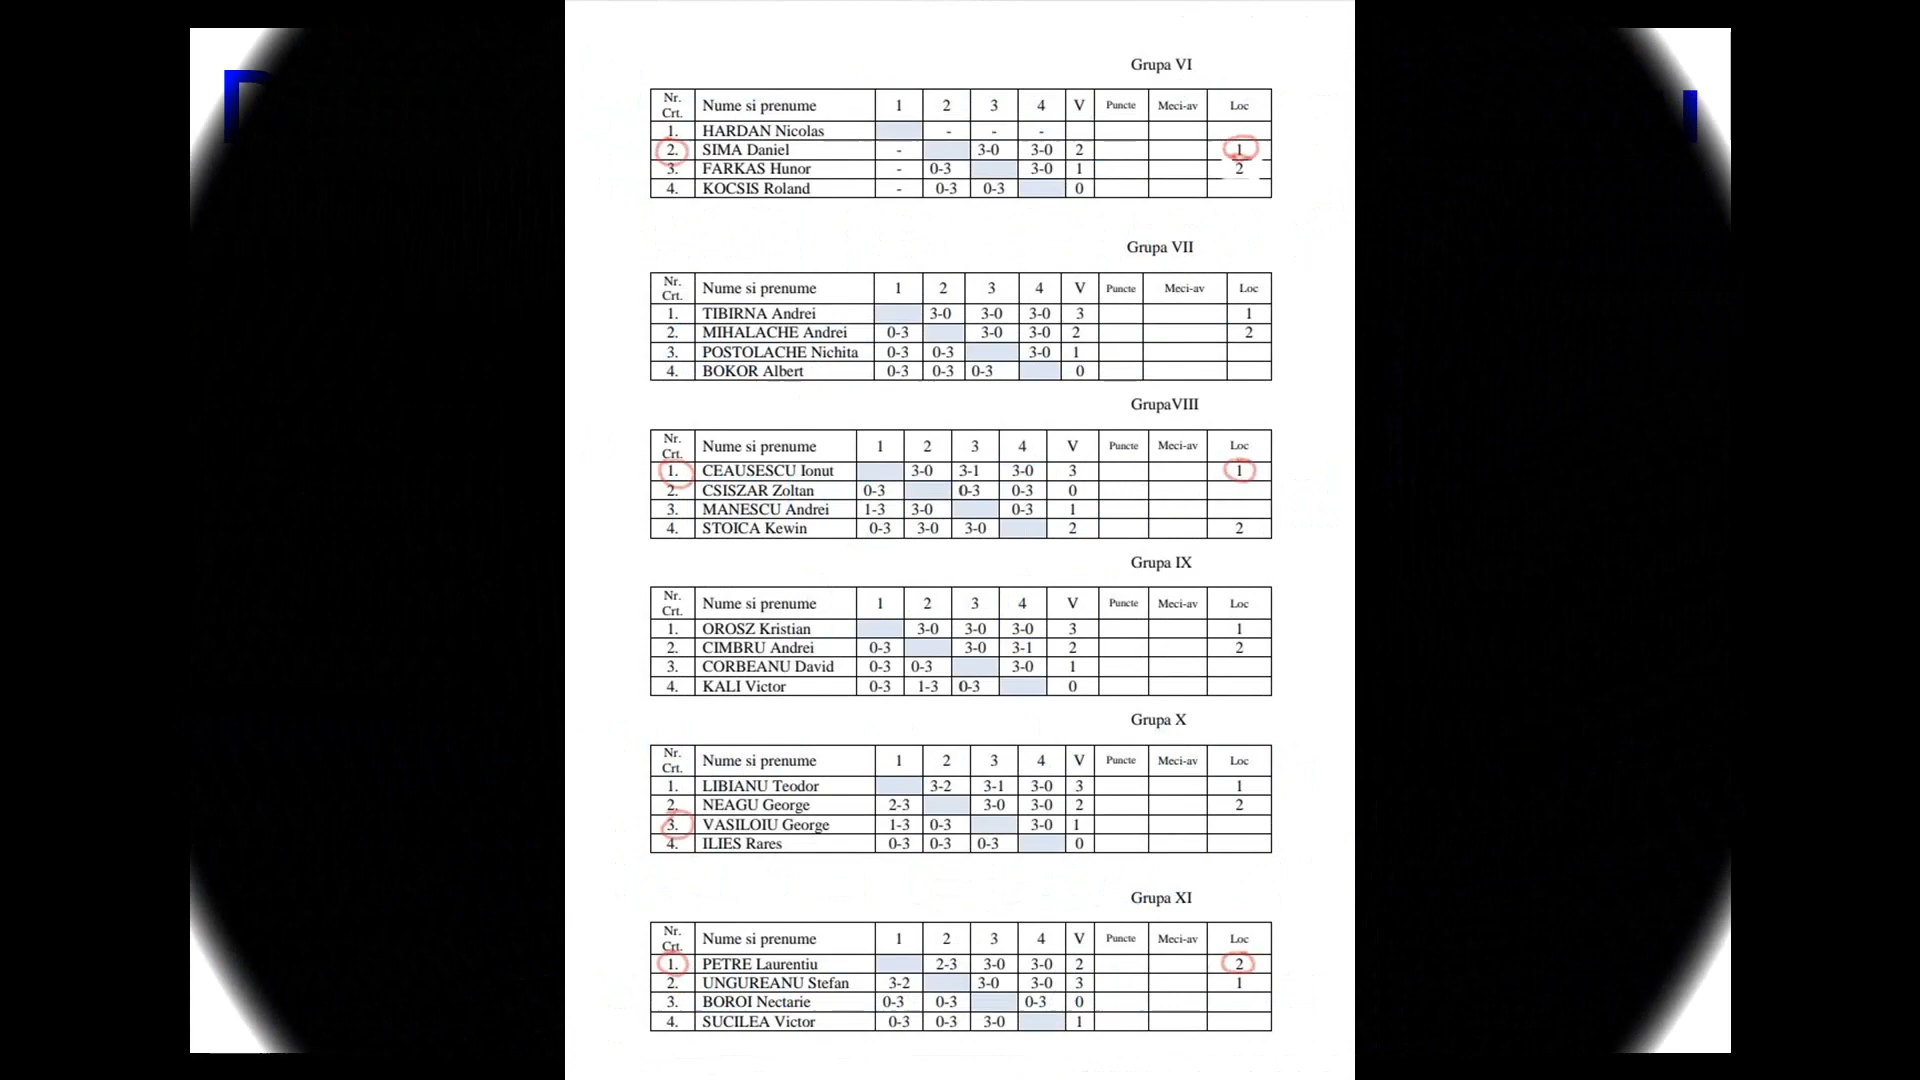 Grupa VI
Nr. Crt. Nume si prenume 1 2 3 4 V Puncte Meci-av Loc
1. HARDAN Nicolas - - -
2. SIMA Daniel - 3-0 3-0 2 1
3. FARKAS Hunor - 0-3 3-0 1 2
4. KOCSIS Roland - 0-3 0-3 0
Grupa VII
Nr. Crt. Nume si prenume 1 2 3 4 V Puncte Meci-av Loc
1. TIBIRNA Andrei 3-0 3-0 3-0 3 1
2. MIHALACHE Andrei 0-3 3-0 3-0 2 2
3. POSTOLACHE Nichita 0-3 0-3 3-0 1
4. BOKOR Albert 0-3 0-3 0-3 0
GrupaVIII
Nr. Crt. Nume si prenume 1 2 3 4 V Puncte Meci-av Loc
1. CEAUSESCU Ionut 3-0 3-1 3-0 3 1
2. CSISZAR Zoltan 0-3 0-3 0-3 0
3. MANESCU Andrei 1-3 3-0 0-3 1
4. STOICA Kewin 0-3 3-0 3-0 2 2
Grupa IX
Nr. Crt. Nume si prenume 1 2 3 4 V Puncte Meci-av Loc
1. OROSZ Kristian 3-0 3-0 3-0 3 1
2. CIMBRU Andrei 0-3 3-0 3-1 2 2
3. CORBEANU David 0-3 0-3 3-0 1
4. KALI Victor 0-3 1-3 0-3 0
Grupa X
Nr. Crt. Nume si prenume 1 2 3 4 V Puncte Meci-av Loc
1. LIBIANU Teodor 3-2 3-1 3-0 3 1
2. NEAGU George 2-3 3-0 3-0 2 2
3. VASILOIU George 1-3 0-3 3-0 1
4. ILIES Rares 0-3 0-3 0-3 0
Grupa XI
Nr. Crt. Nume si prenume 1 2 3 4 V Puncte Meci-av Loc
1. PETRE Laurentiu 2-3 3-0 3-0 2 2
2. UNGUREANU Stefan 3-2 3-0 3-0 3 1
3. BOROI Nectarie 0-3 0-3 0-3 0
4. SUCILEA Victor 0-3 0-3 3-0 1